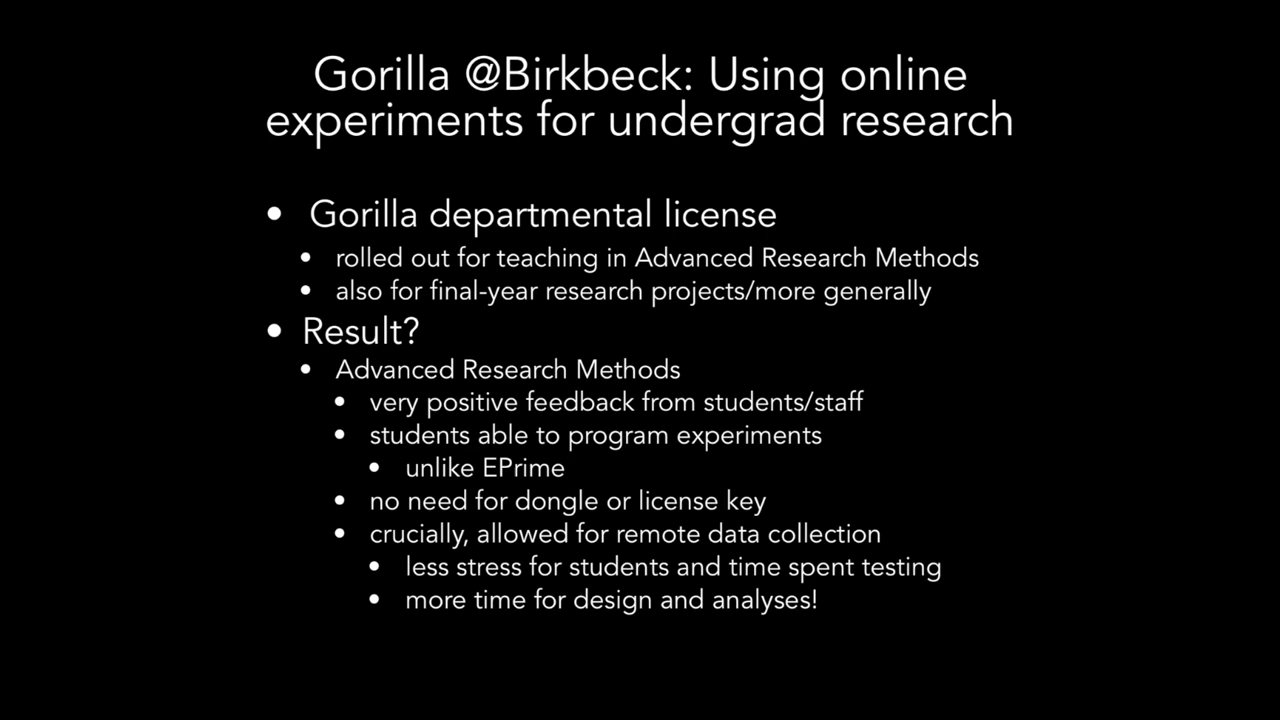 Gorilla @Birkbeck: Using online
experiments for undergrad research
• Gorilla departmental license
• rolled out for teaching in Advanced Research Methods
• also for final-year research projects/more generally
• Result?
• Advanced Research Methods
• very positive feedback from students/staff
• students able to program experiments
• unlike EPrime
• no need for dongle or license key
• crucially, allowed for remote data collection
• less stress for students and time spent testing
• more time for design and analyses!